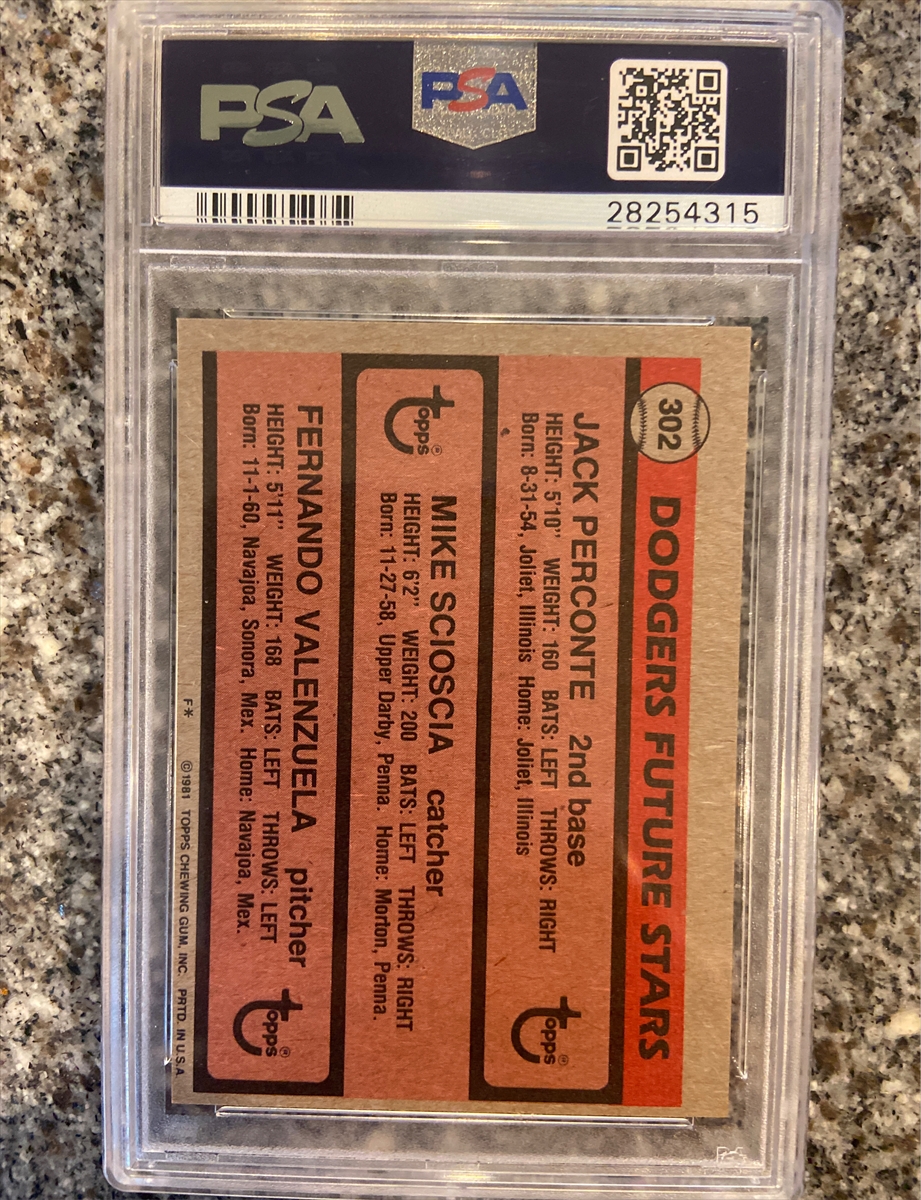 PSA
PSA
28254315
302
DODGERS FUTURE STARS
JACK PERCONTE 2nd base
HEIGHT: 5'10" WEIGHT: 160 BATS: LEFT THROWS: RIGHT
Born: 8-31-54, Joliet, Illinois Home: Joliet, Illinois
Topps®
Topps®
MIKE SCIOSCIA catcher
HEIGHT: 6'2" WEIGHT: 200 BATS: LEFT THROWS: RIGHT
Born: 11-27-58, Upper Darby, Penna. Home: Morton, Penna.
FERNANDO VALENZUELA pitcher
HEIGHT: 5'11" WEIGHT: 168 BATS: LEFT THROWS: LEFT
Born: 11-1-60, Navajoa, Sonora, Mex. Home: Navajoa, Mex.
Topps®
F* ©1981 TOPPS CHEWING GUM, INC. PRTD. IN U.S.A.